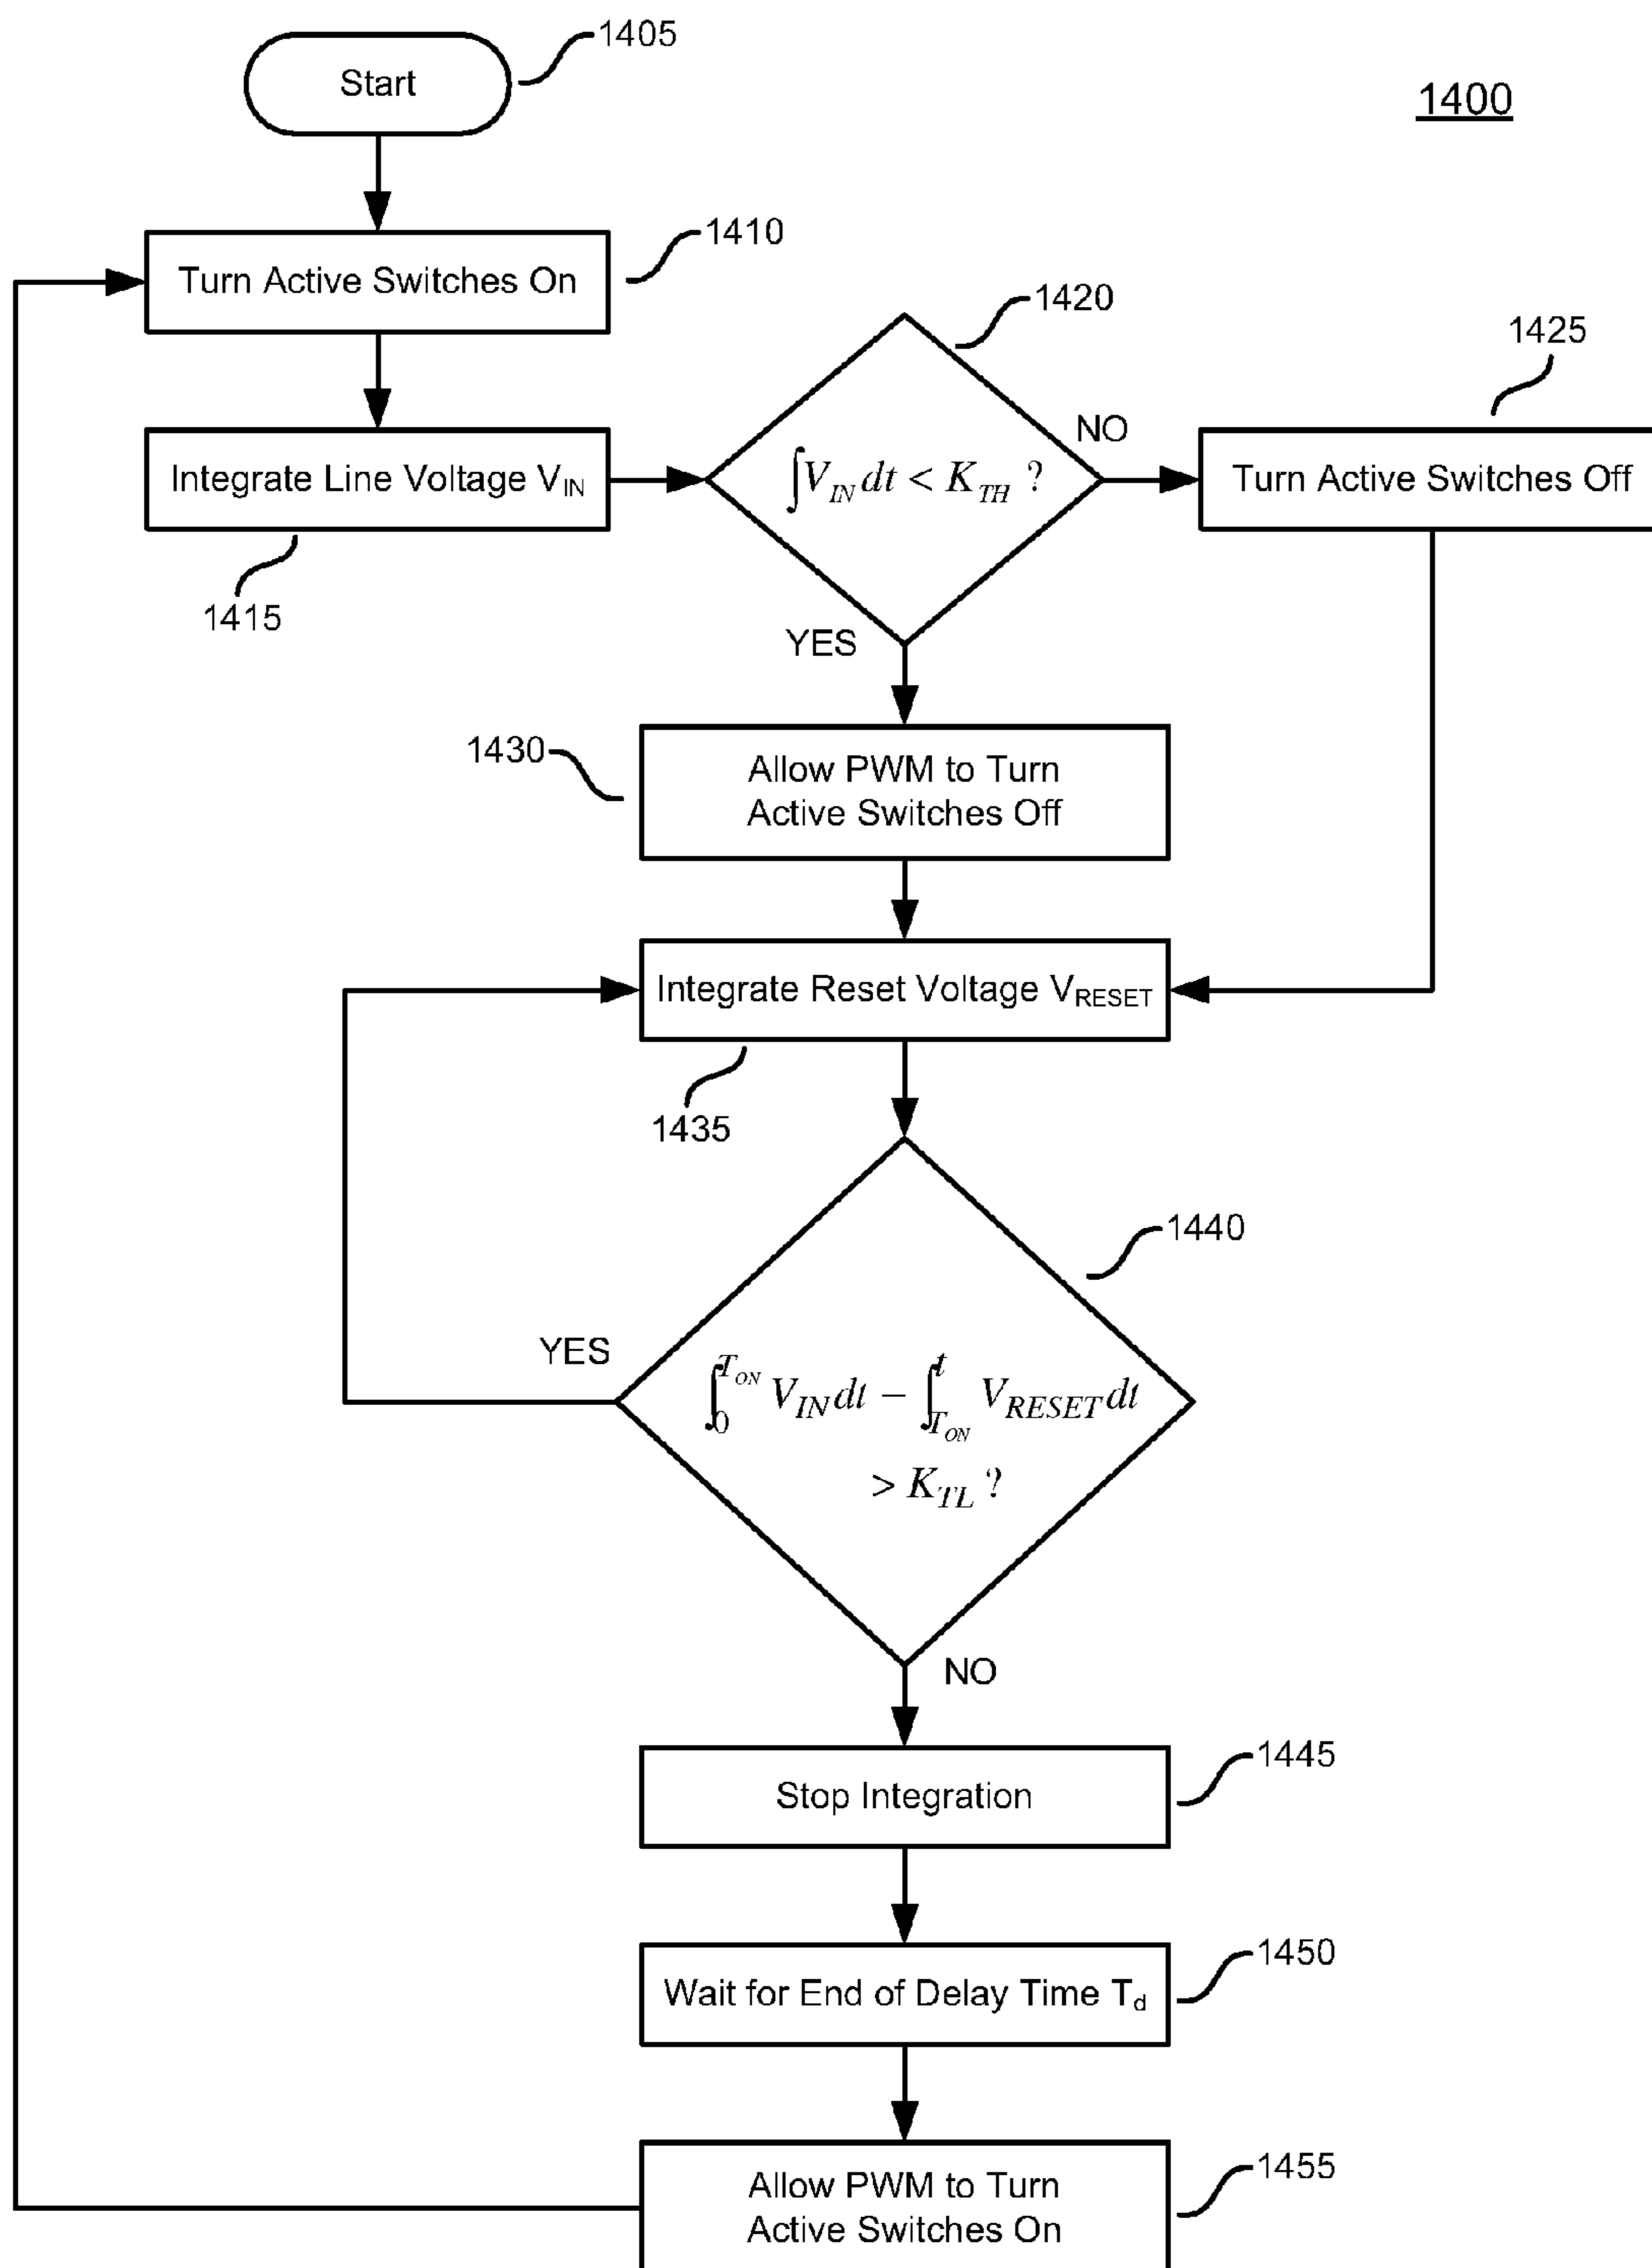 1405
Start
1400
1410
Turn Active Switches On
1420
1425
NO
Integrate Line Voltage V_IN
∫V_IN dt < K_TH ?
Turn Active Switches Off
1415
YES
1430
Allow PWM to Turn
Active Switches Off
Integrate Reset Voltage V_RESET
1435
1440
YES
∫_0^{T_ON} V_IN dt − ∫_{T_ON}^t V_RESET dt
> K_TL ?
NO
1445
Stop Integration
1450
Wait for End of Delay Time T_d
1455
Allow PWM to Turn
Active Switches On